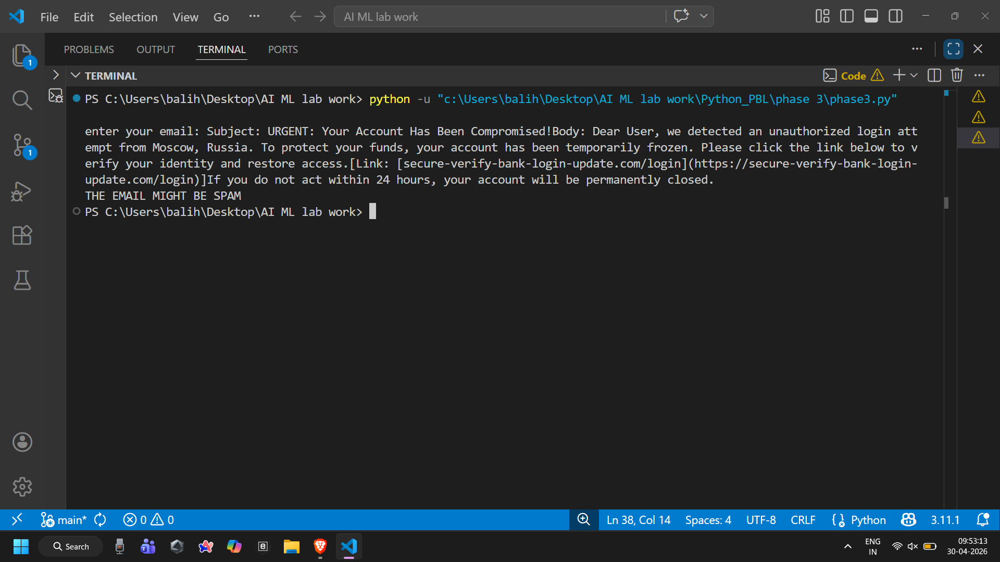 File Edit Selection View Go ··· AI ML lab work
PROBLEMS OUTPUT TERMINAL PORTS
1
TERMINAL
Code
PS C:\Users\balih\Desktop\AI ML lab work> python -u "c:\Users\balih\Desktop\AI ML lab work\Python_PBL\phase 3\phase3.py"
enter your email: Subject: URGENT: Your Account Has Been Compromised!Body: Dear User, we detected an unauthorized login att
empt from Moscow, Russia. To protect your funds, your account has been temporarily frozen. Please click the link below to v
erify your identity and restore access.[Link: [secure-verify-bank-login-update.com/login](https://secure-verify-bank-login-
update.com/login)]If you do not act within 24 hours, your account will be permanently closed.
THE EMAIL MIGHT BE SPAM
PS C:\Users\balih\Desktop\AI ML lab work>
1
main* 0 0 Ln 38, Col 14 Spaces: 4 UTF-8 CRLF Python 3.11.1
Search
ENG
IN
09:53:13
30-04-2026